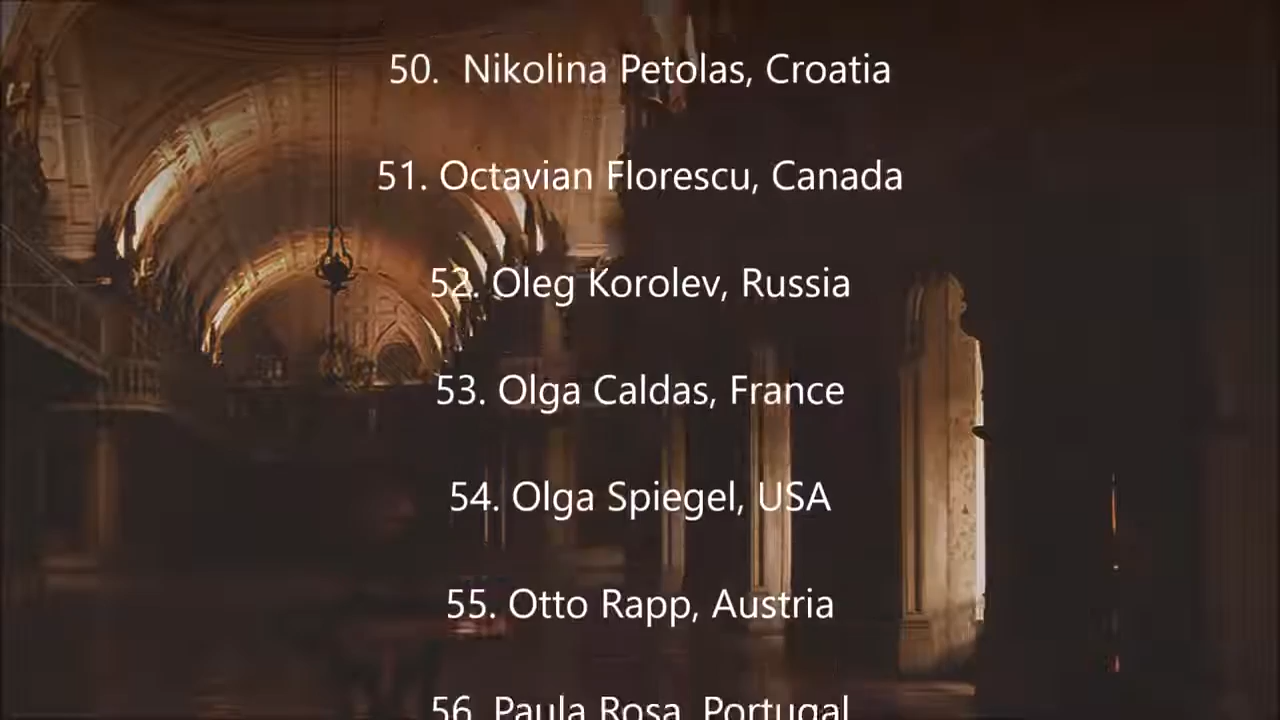 50. Nikolina Petolas, Croatia
51. Octavian Florescu, Canada
52. Oleg Korolev, Russia
53. Olga Caldas, France
54. Olga Spiegel, USA
55. Otto Rapp, Austria
56. Paula Rosa, Portugal